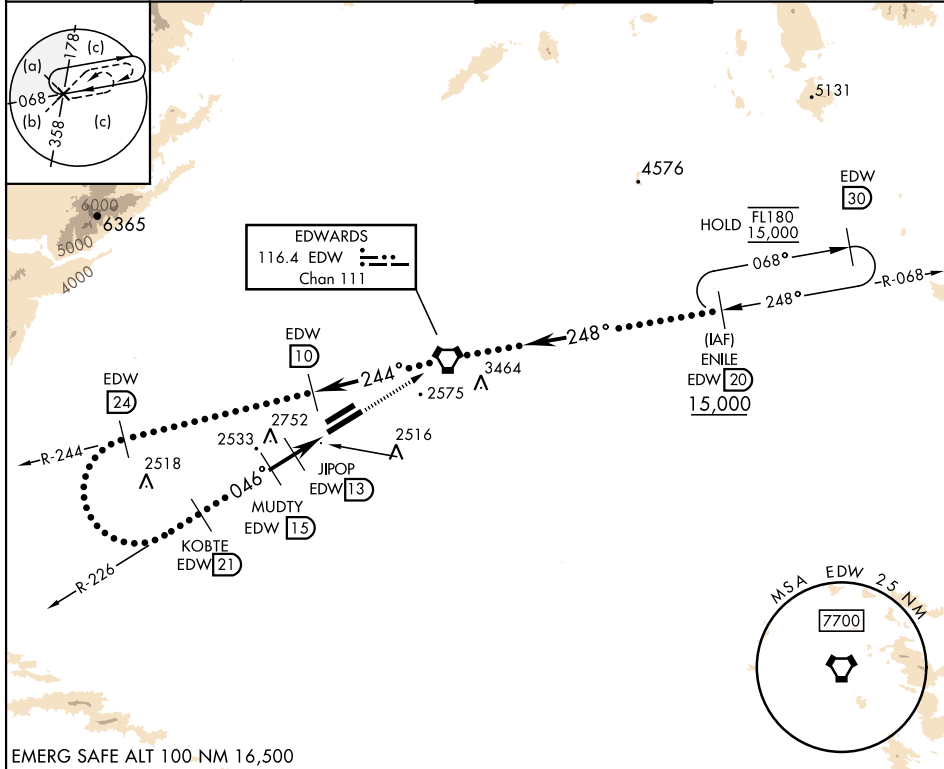 (c)
178
(a)
068
(b)
358
(c)
5131
4576
EDW
30
HOLD FL180
15,000
6000
6365
5000
4000
EDWARDS
116.4 EDW
Chan 111
068°
R-068
248°
248°
(IAF)
ENILE
EDW 20
15,000
EDW
10
244°
3464
2575
EDW
24
2752
2533
2516
R-244
2518
046°
JIPOP
EDW 13
MUDTY
EDW 15
KOBTE
EDW 21
R-226
MSA EDW 25 NM
7700
EMERG SAFE ALT 100 NM 16,500